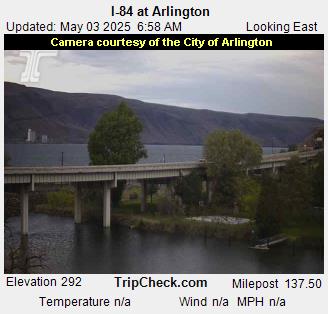 I-84 at Arlington
Updated: May 03 2025 6:58 AM Looking East
Camera courtesy of the City of Arlington
Elevation 292 TripCheck.com Milepost 137.50
Temperature n/a Wind n/a MPH n/a